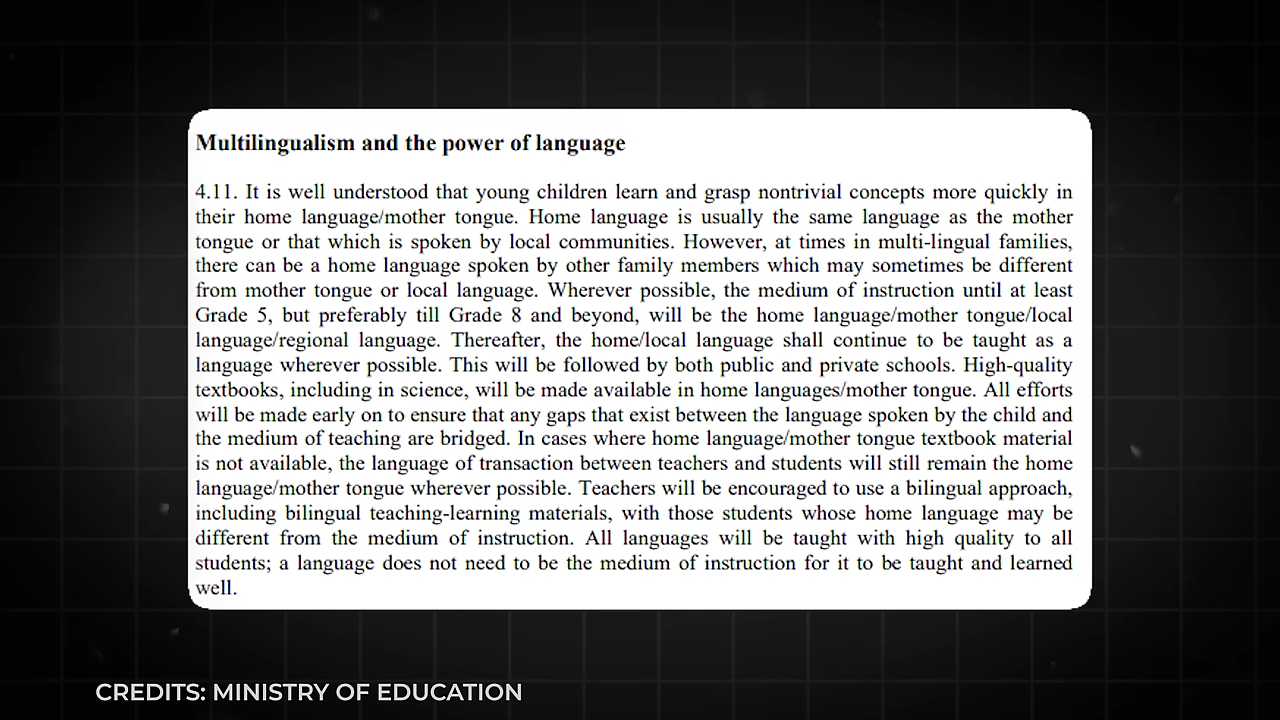 Multilingualism and the power of language
4.11. It is well understood that young children learn and grasp nontrivial concepts more quickly in
their home language/mother tongue. Home language is usually the same language as the mother
tongue or that which is spoken by local communities. However, at times in multi-lingual families,
there can be a home language spoken by other family members which may sometimes be different
from mother tongue or local language. Wherever possible, the medium of instruction until at least
Grade 5, but preferably till Grade 8 and beyond, will be the home language/mother tongue/local
language/regional language. Thereafter, the home/local language shall continue to be taught as a
language wherever possible. This will be followed by both public and private schools. High-quality
textbooks, including in science, will be made available in home languages/mother tongue. All efforts
will be made early on to ensure that any gaps that exist between the language spoken by the child and
the medium of teaching are bridged. In cases where home language/mother tongue textbook material
is not available, the language of transaction between teachers and students will still remain the home
language/mother tongue wherever possible. Teachers will be encouraged to use a bilingual approach,
including bilingual teaching-learning materials, with those students whose home language may be
different from the medium of instruction. All languages will be taught with high quality to all
students; a language does not need to be the medium of instruction for it to be taught and learned
well.
CREDITS: MINISTRY OF EDUCATION